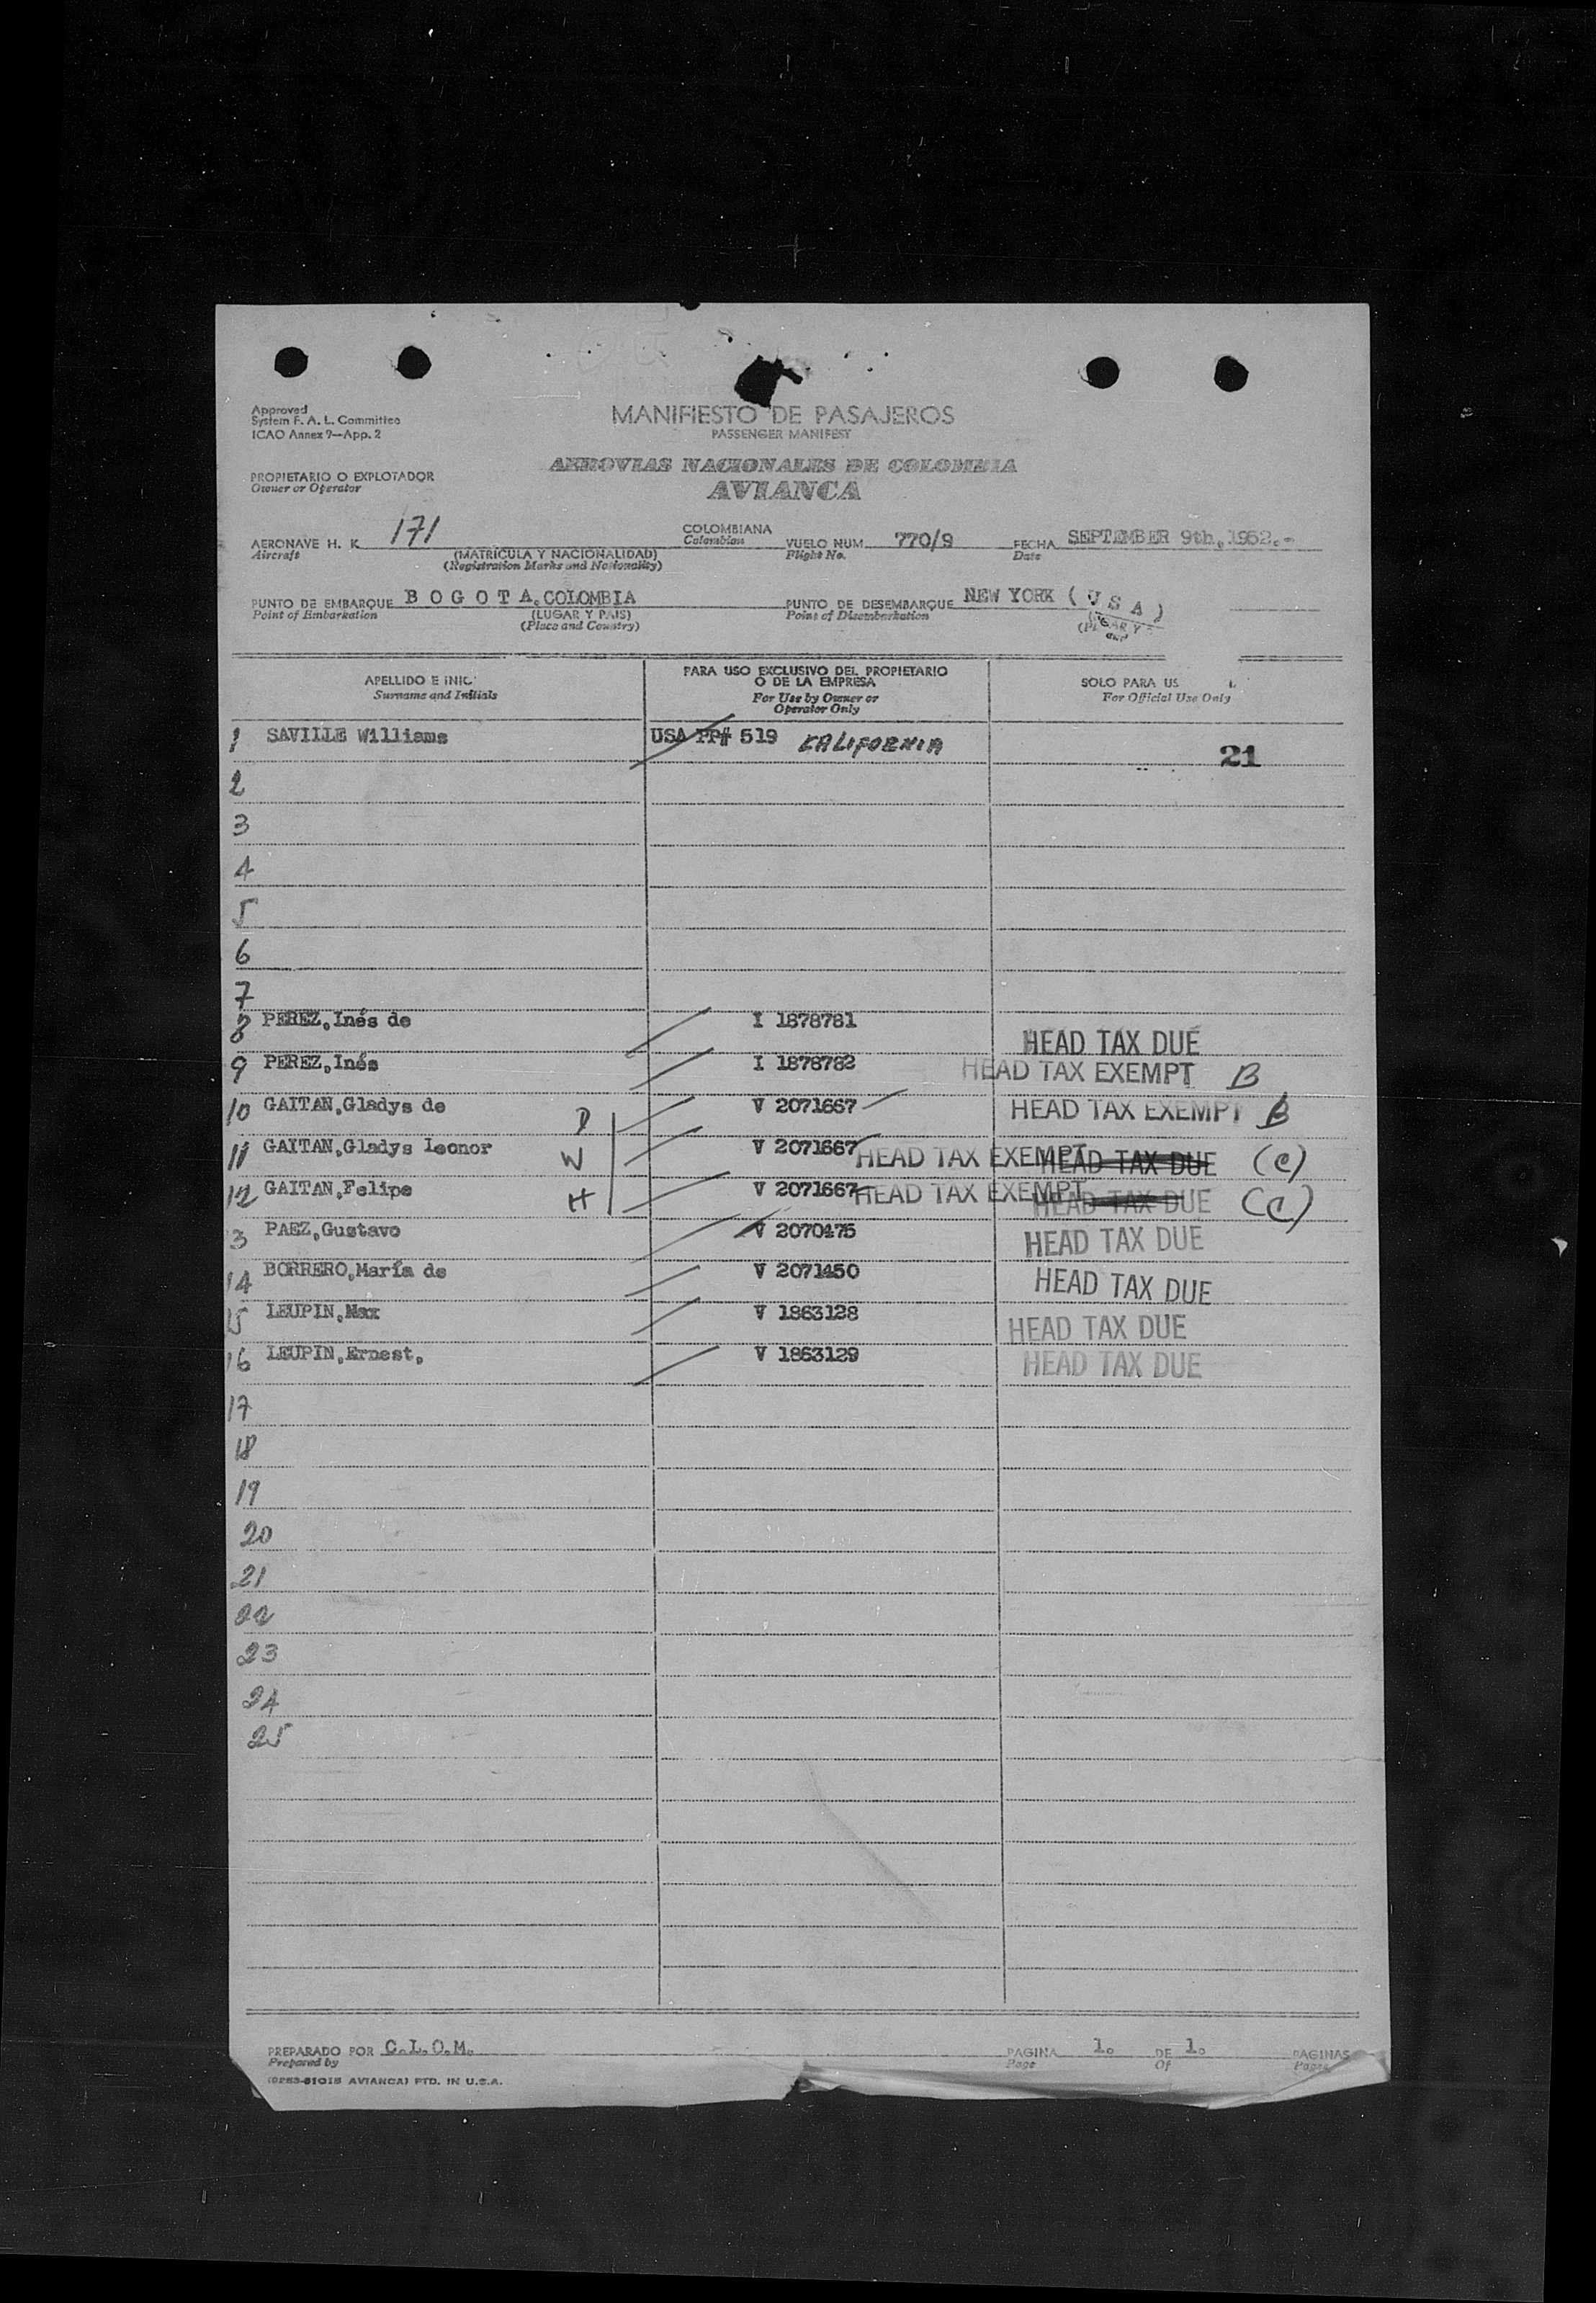 Approved
System F. A. L. Committee
ICAO Annex 9—App. 2
MANIFIESTO DE PASAJEROS
PASSENGER MANIFEST
PROPIETARIO O EXPLOTADOR
Owner or Operator
AEROVIAS NACIONALES DE COLOMBIA
AVIANCA
AERONAVE H. K. 171 COLOMBIANA VUELO NUM. 770/9 FECHA SEPTEMBER 9th, 1952.-
Aircraft (MATRICULA Y NACIONALIDAD) Colombian Flight No. Date
(Registration Marks and Nationality)
PUNTO DE EMBARQUE B O G O T A, COLOMBIA PUNTO DE DESEMBARQUE NEW YORK ( U S A )
Point of Embarkation (LUGAR Y PAIS) Point of Disembarkation
(Place and Country)
APELLIDO E INIC
Surname and Initials
PARA USO EXCLUSIVO DEL PROPIETARIO
O DE LA EMPRESA
For Use by Owner or
Operator Only
SOLO PARA US
For Official Use Only
1 SAVILLE Williams USA PP# 519 CALIFORNIA 21
2
3
4
5
6
7
8 PEREZ, Inés de I 1878781 HEAD TAX DUE
9 PEREZ, Inés I 1878782 HEAD TAX EXEMPT B
10 GAITAN, Gladys de D V 2071667 HEAD TAX EXEMPT B
11 GAITAN, Gladys Leonor W V 2071667 HEAD TAX EXEMPT HEAD TAX DUE (C)
12 GAITAN, Felipe H V 2071667 HEAD TAX EXEMPT HEAD TAX DUE (C)
13 PAEZ, Gustavo V 2070475 HEAD TAX DUE
14 BORRERO, María de V 2071450 HEAD TAX DUE
15 LEUPIN, Max V 1863128 HEAD TAX DUE
16 LEUPIN, Ernest, V 1863129 HEAD TAX DUE
17
18
19
20
21
22
23
24
25
PREPARADO POR C.L.O.M. PAGINA 1. DE 1. PAGINAS
Prepared by Page Of Pages
AVIANCA) PTD. IN U.S.A.